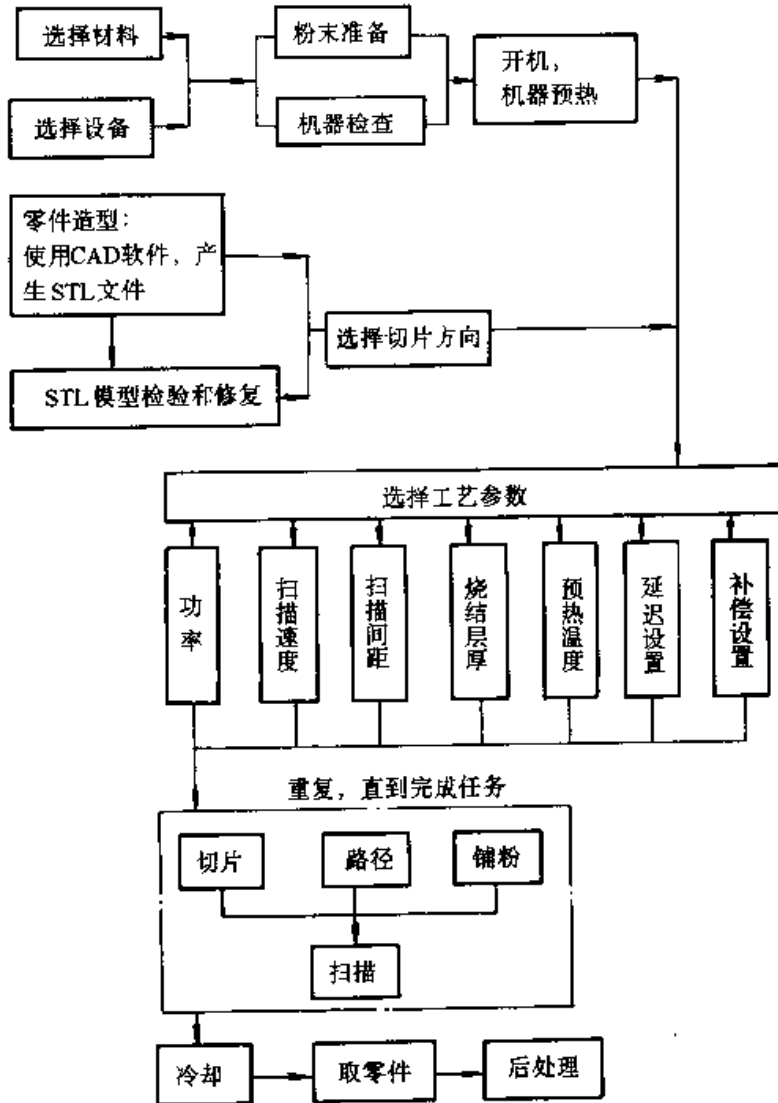 选择材料
粉末准备
开机，
机器预热
选择设备
机器检查
零件造型：
使用CAD软件，产
生STL文件
选择切片方向
STL模型检验和修复
选择工艺参数
功率
扫描速度
扫描间距
烧结层厚
预热温度
延迟设置
补偿设置
重复，直到完成任务
切片
路径
铺粉
扫描
冷却
取零件
后处理